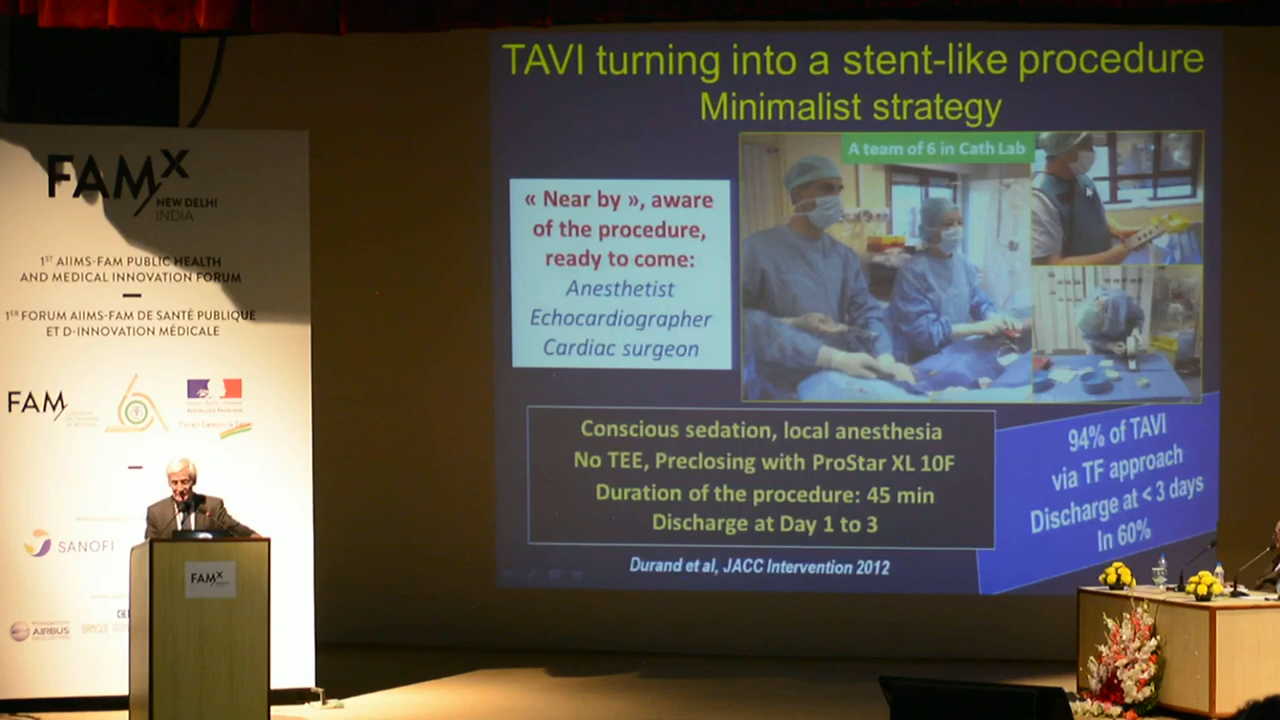 FAMx
NEW DELHI
INDIA
1ST AIIMS-FAM PUBLIC HEALTH
AND MEDICAL INNOVATION FORUM
1ER FORUM AIIMS-FAM DE SANTÉ PUBLIQUE
ET D-INNOVATION MÉDICALE
FAM
SANOFI
FONDATION
AIRBUS
FAMx
TAVI turning into a stent-like procedure
Minimalist strategy
A team of 6 in Cath Lab
« Near by », aware
of the procedure,
ready to come:
Anesthetist
Echocardiographer
Cardiac surgeon
Conscious sedation, local anesthesia
No TEE, Preclosing with ProStar XL 10F
Duration of the procedure: 45 min
Discharge at Day 1 to 3
94% of TAVI
via TF approach
Discharge at < 3 days
In 60%
Durand et al, JACC Intervention 2012